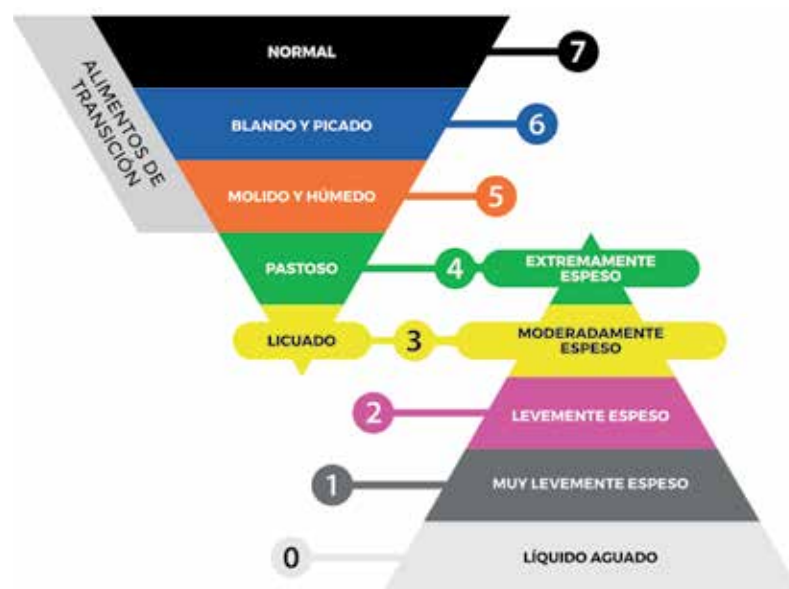 ALIMENTOS DE
TRANSICIÓN
NORMAL
7
BLANDO Y PICADO
6
MOLIDO Y HÚMEDO
5
PASTOSO
4
EXTREMAMENTE
ESPESO
LICUADO
3
MODERADAMENTE
ESPESO
2
LEVEMENTE ESPESO
1
MUY LEVEMENTE ESPESO
0
LÍQUIDO AGUADO